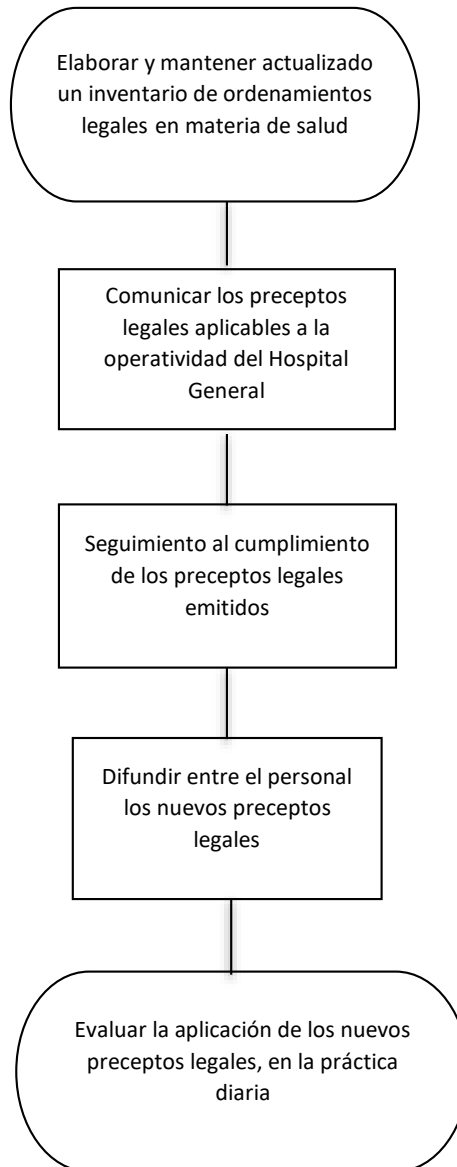 Elaborar y mantener actualizado
un inventario de ordenamientos
legales en materia de salud
Comunicar los preceptos
legales aplicables a la
operatividad del Hospital
General
Seguimiento al cumplimiento
de los preceptos legales
emitidos
Difundir entre el personal
los nuevos preceptos
legales
Evaluar la aplicación de los nuevos
preceptos legales, en la práctica
diaria